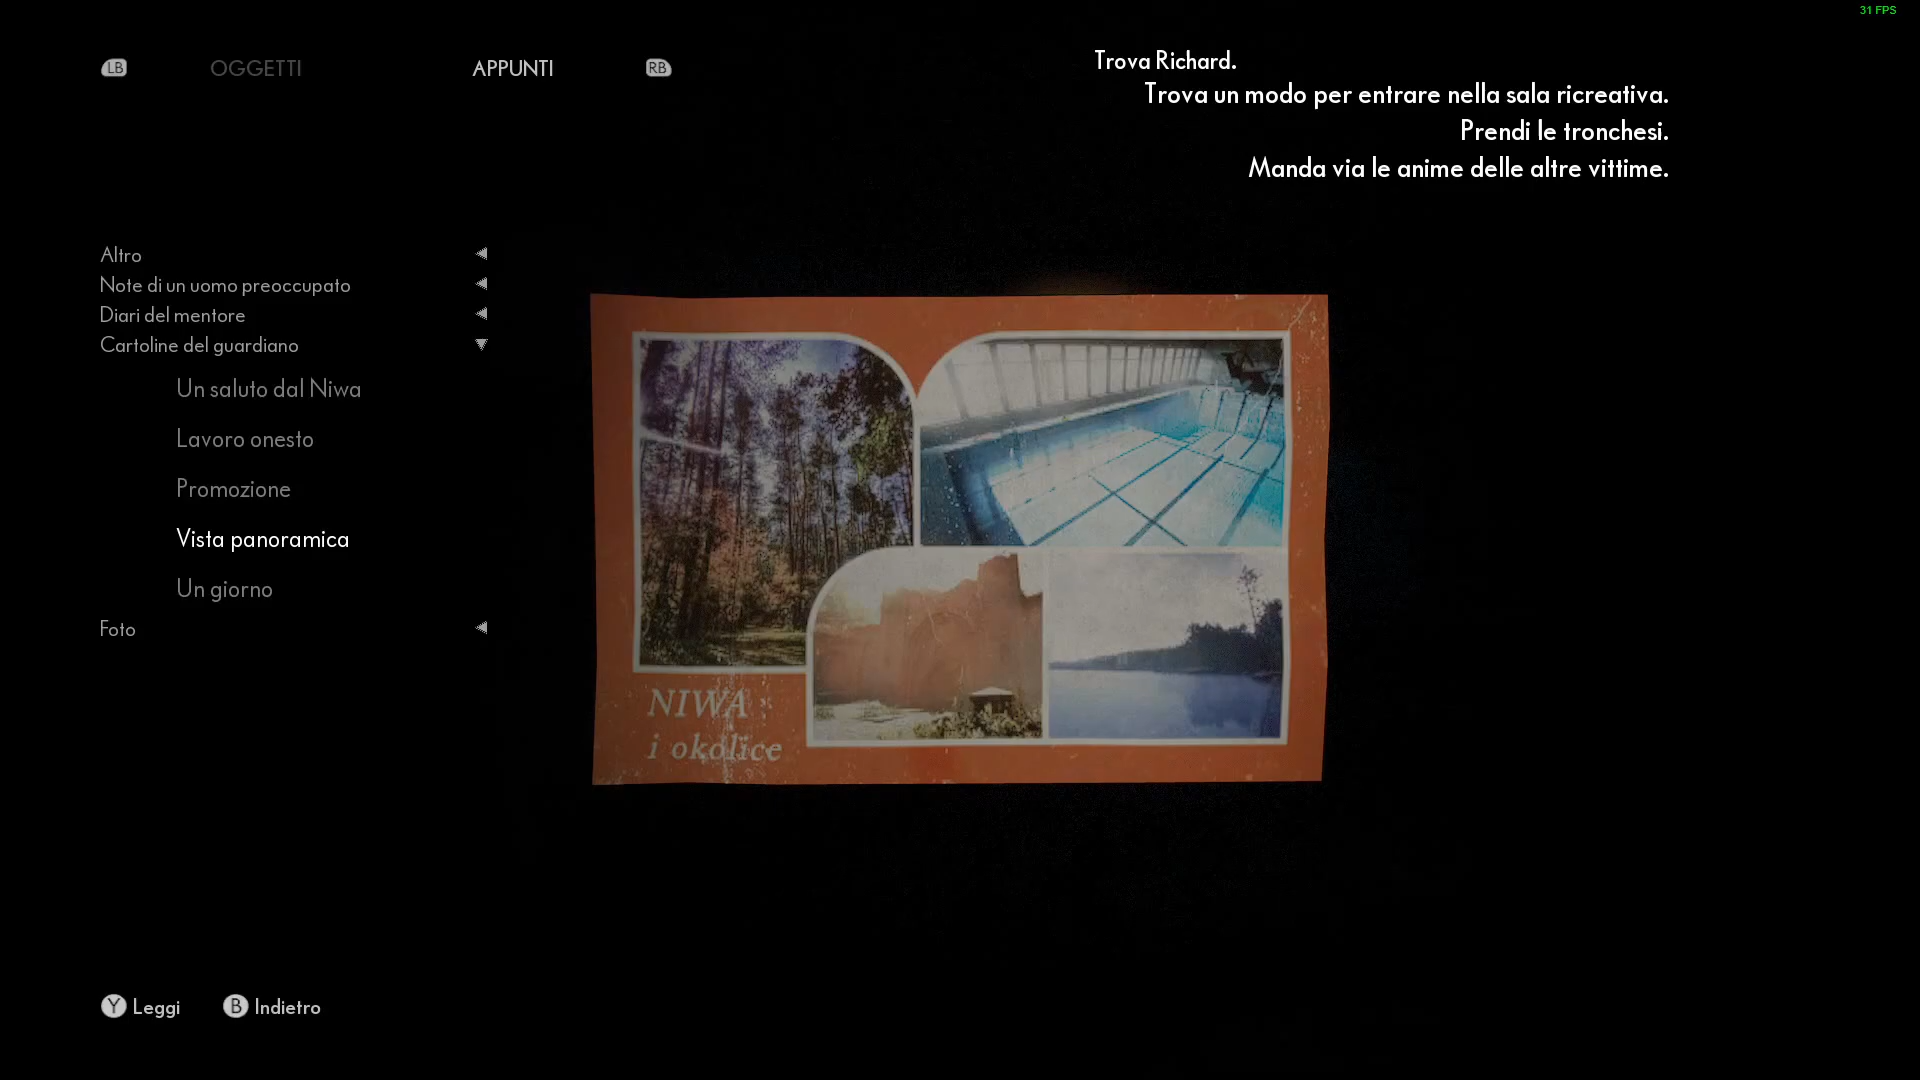 31 FPS
LB
OGGETTI
APPUNTI
RB
Trova Richard.
Trova un modo per entrare nella sala ricreativa.
Prendi le tronchesi.
Manda via le anime delle altre vittime.
Altro
Note di un uomo preoccupato
Diari del mentore
Cartoline del guardiano
Un saluto dal Niwa
Lavoro onesto
Promozione
Vista panoramica
Un giorno
Foto
NIWA
i okolice
Y Leggi
B Indietro